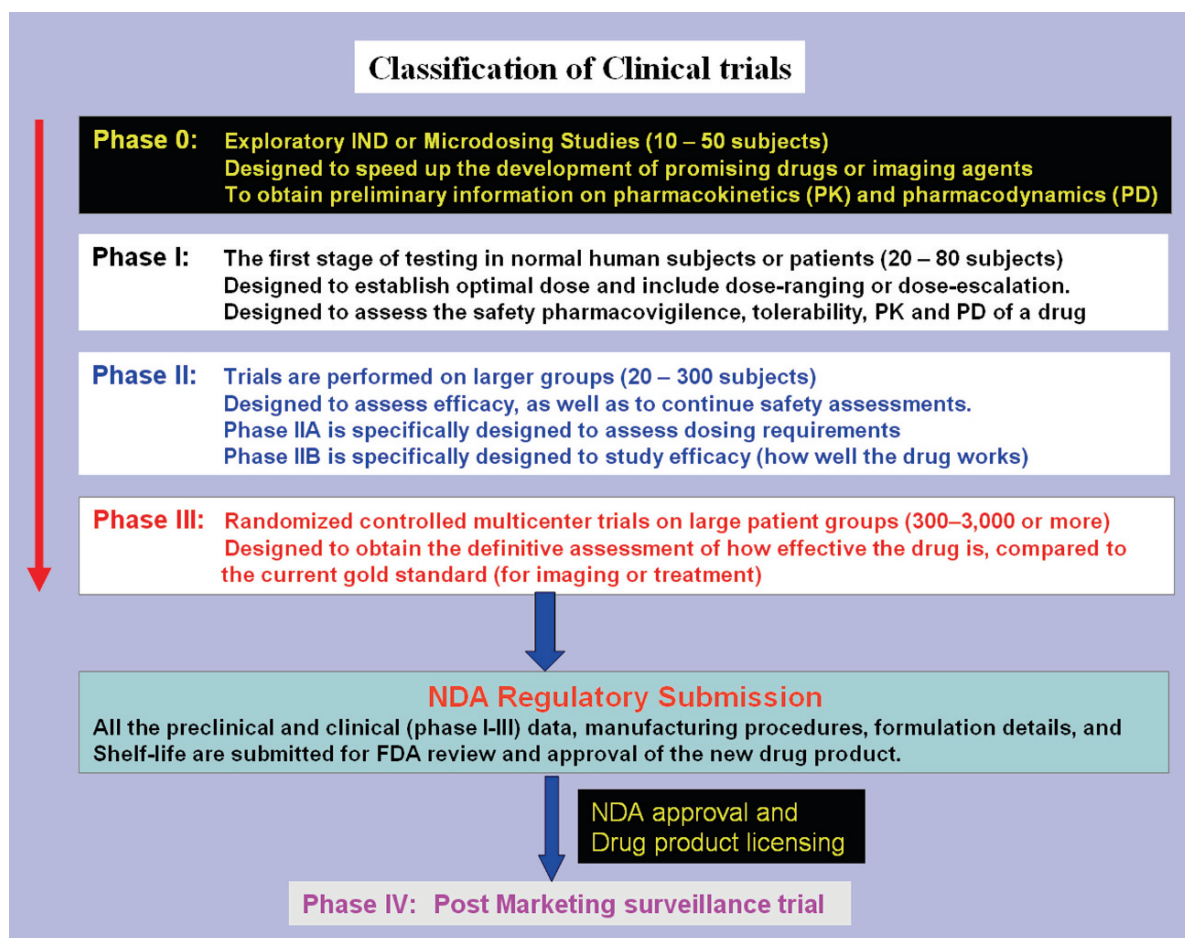 Classification of Clinical trials
Phase 0: Exploratory IND or Microdosing Studies (10 – 50 subjects)
Designed to speed up the development of promising drugs or imaging agents
To obtain preliminary information on pharmacokinetics (PK) and pharmacodynamics (PD)
Phase I: The first stage of testing in normal human subjects or patients (20 – 80 subjects)
Designed to establish optimal dose and include dose-ranging or dose-escalation.
Designed to assess the safety pharmacovigilence, tolerability, PK and PD of a drug
Phase II: Trials are performed on larger groups (20 – 300 subjects)
Designed to assess efficacy, as well as to continue safety assessments.
Phase IIA is specifically designed to assess dosing requirements
Phase IIB is specifically designed to study efficacy (how well the drug works)
Phase III: Randomized controlled multicenter trials on large patient groups (300–3,000 or more)
Designed to obtain the definitive assessment of how effective the drug is, compared to
the current gold standard (for imaging or treatment)
NDA Regulatory Submission
All the preclinical and clinical (phase I-III) data, manufacturing procedures, formulation details, and
Shelf-life are submitted for FDA review and approval of the new drug product.
NDA approval and
Drug product licensing
Phase IV: Post Marketing surveillance trial